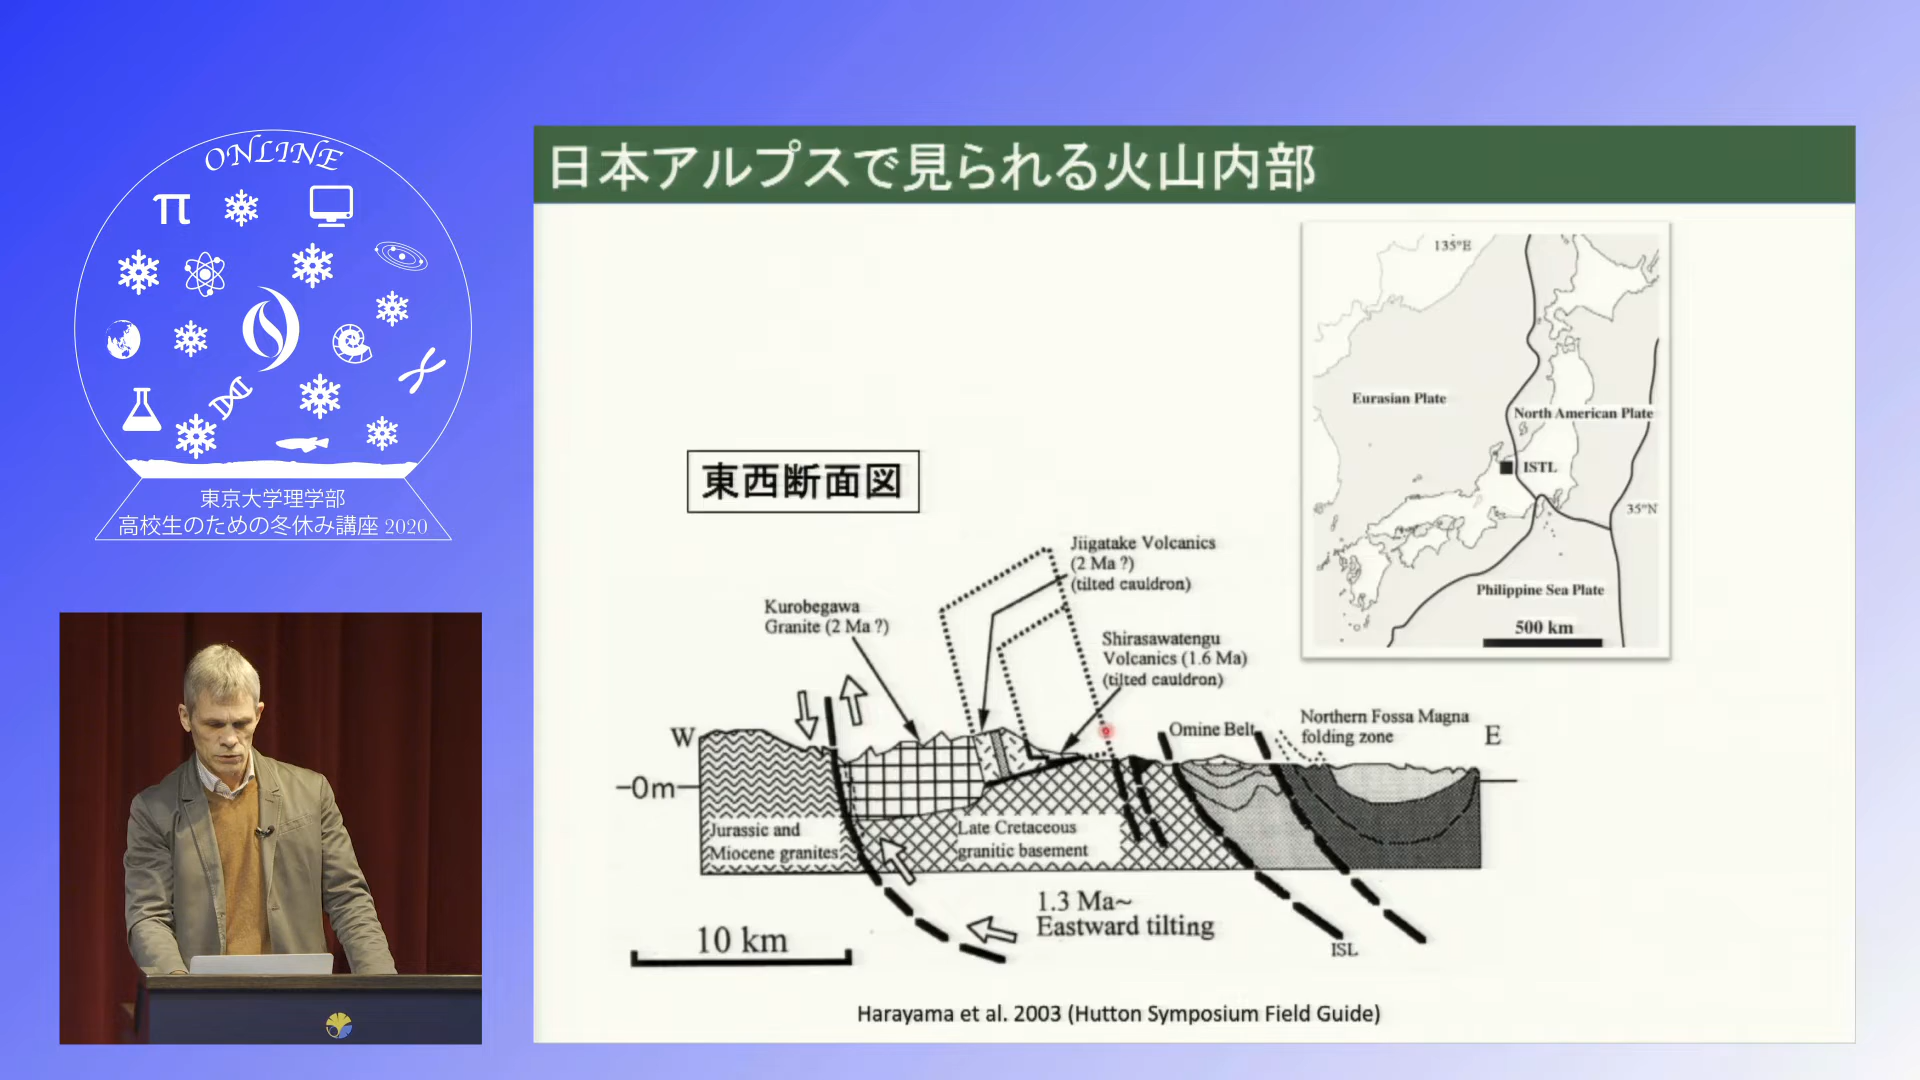 ONLINE
π
東京大学理学部
高校生のための冬休み講座 2020
日本アルプスで見られる火山内部
135°E
Eurasian Plate
North American Plate
ISTL
35°N
Philippine Sea Plate
500 km
東西断面図
Jiigatake Volcanics
(2 Ma ?)
(tilted cauldron)
Kurobegawa
Granite (2 Ma ?)
Shirasawatengu
Volcanics (1.6 Ma)
(tilted cauldron)
Omine Belt
Northern Fossa Magna
folding zone
W
E
0m
Jurassic and
Miocene granites
Late Cretaceous
granitic basement
1.3 Ma~
Eastward tilting
ISL
10 km
Harayama et al. 2003 (Hutton Symposium Field Guide)